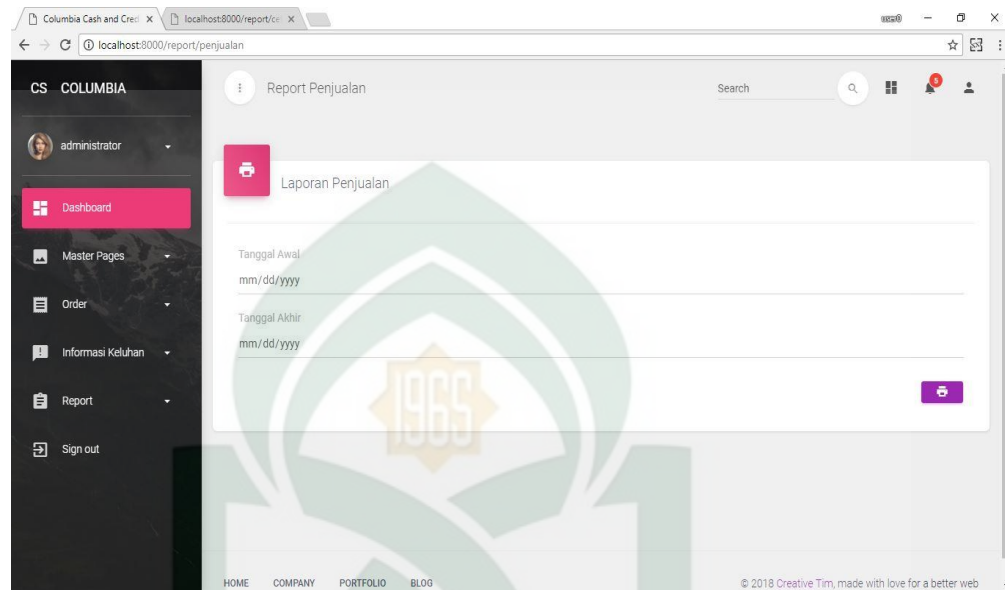 Columbia Cash and Cred
localhost:8000/report/ce
localhost:8000/report/penjualan
CS COLUMBIA
administrator
Dashboard
Master Pages
Order
Informasi Keluhan
Report
Sign out
Report Penjualan
Search
5
Laporan Penjualan
Tanggal Awal
mm/dd/yyyy
Tanggal Akhir
mm/dd/yyyy
1965
HOME COMPANY PORTFOLIO BLOG
© 2018 Creative Tim, made with love for a better web